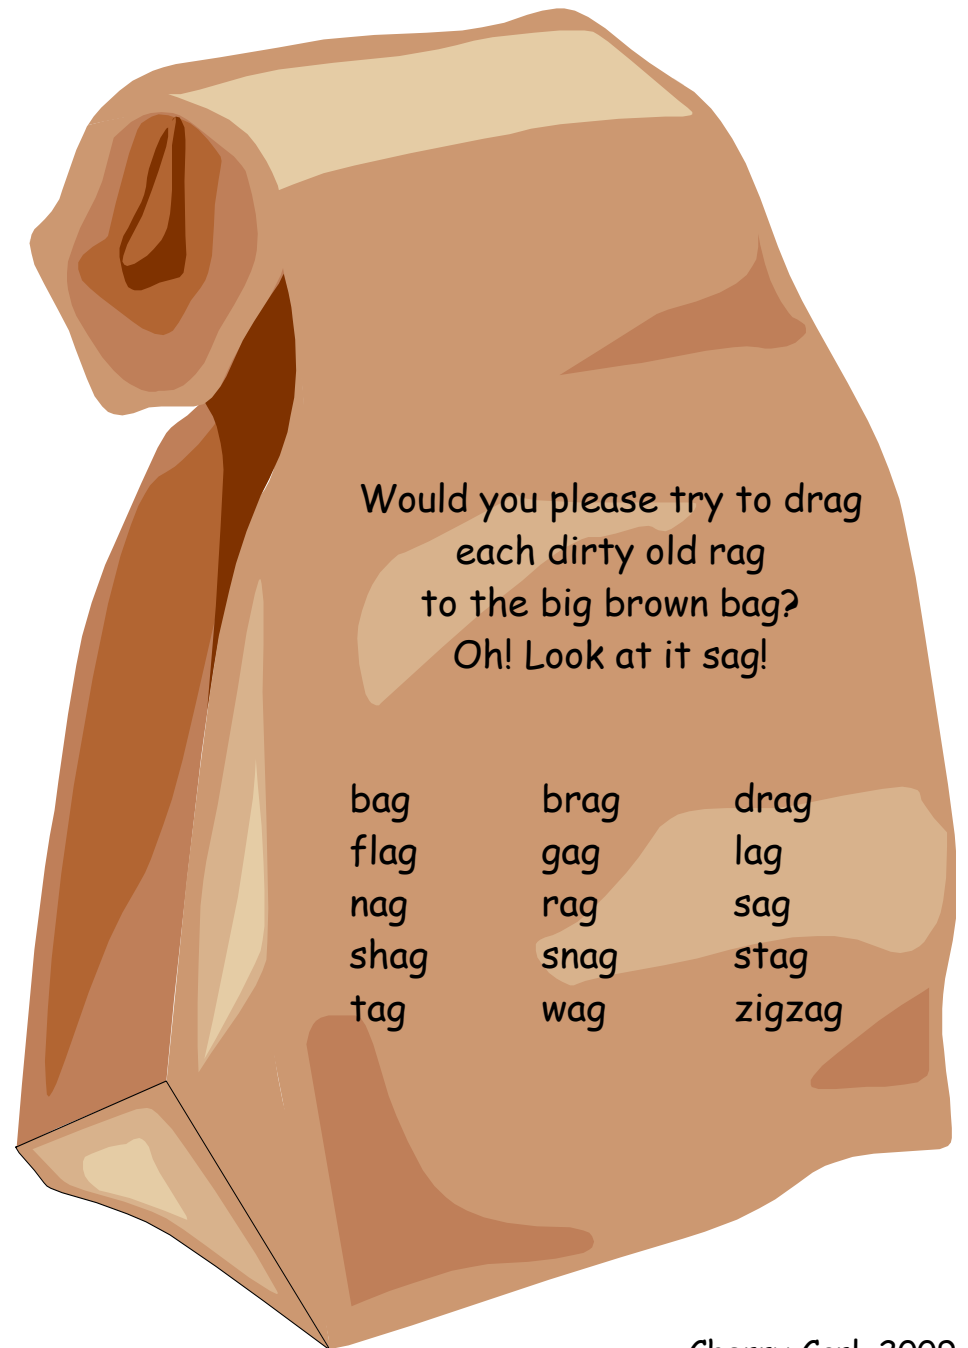 Would you please try to drag
each dirty old rag
to the big brown bag?
Oh! Look at it sag!
bag brag drag
flag gag lag
nag rag sag
shag snag stag
tag wag zigzag